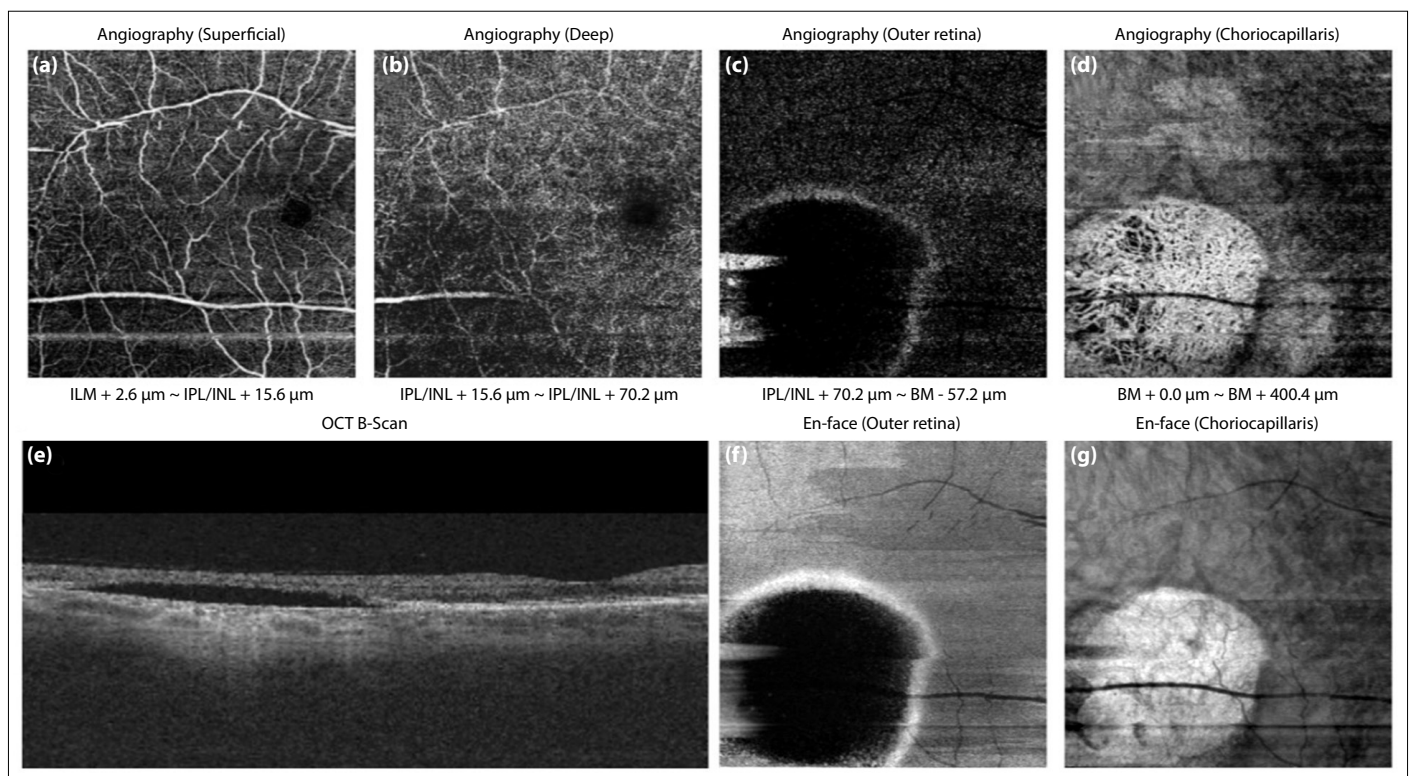 Angiography (Superficial)
Angiography (Deep)
Angiography (Outer retina)
Angiography (Choriocapillaris)
(a)
(b)
(c)
(d)
ILM + 2.6 µm ~ IPL/INL + 15.6 µm
IPL/INL + 15.6 µm ~ IPL/INL + 70.2 µm
IPL/INL + 70.2 µm ~ BM - 57.2 µm
BM + 0.0 µm ~ BM + 400.4 µm
OCT B-Scan
En-face (Outer retina)
En-face (Choriocapillaris)
(e)
(f)
(g)